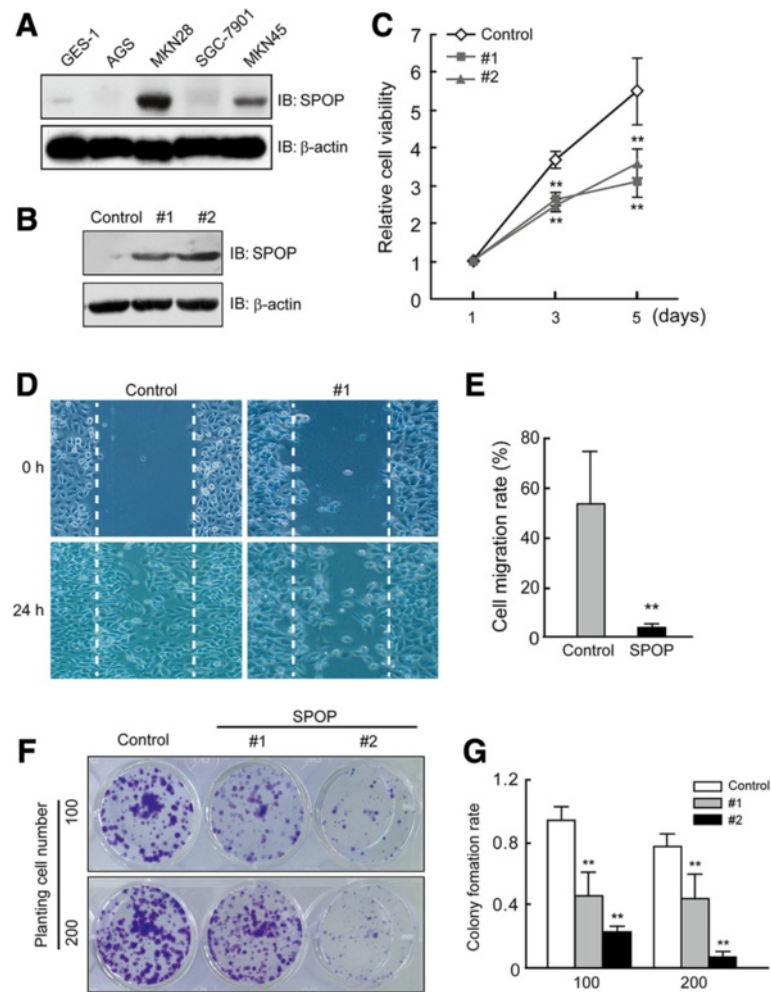 A
GES-1
AGS
MKN28
SGC-7901
MKN45
IB: SPOP
IB: β-actin
B
Control #1 #2
IB: SPOP
IB: β-actin
C
Control
#1
#2
Relative cell viability
7
6
5
4
3
2
1
0
**
**
**
**
1 3 5 (days)
D
Control #1
0 h
24 h
E
Cell migration rate (%)
80
60
40
20
0
**
Control SPOP
F
SPOP
Control #1 #2
Planting cell number
100
200
G
Colony fomation rate
1.2
0.8
0.4
0
Control
#1
#2
**
**
**
**
100 200